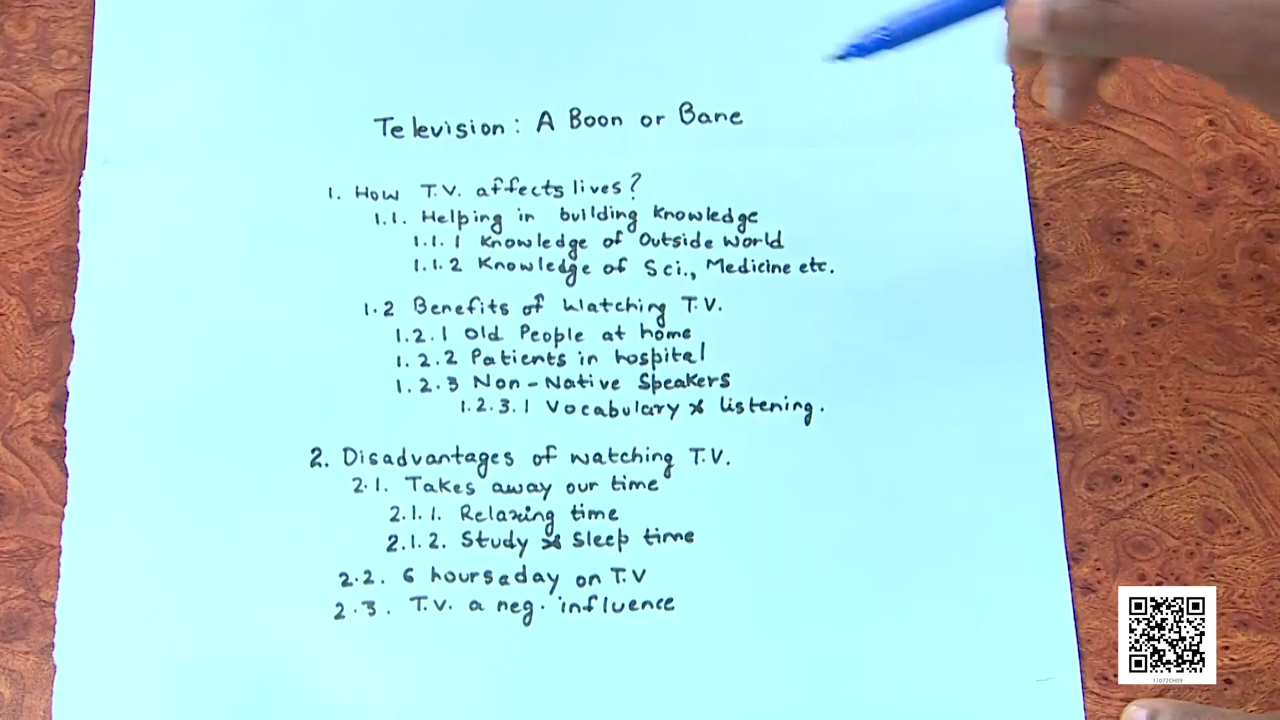 Television: A Boon or Bane
1. How T.V. affects lives?
1.1. Helping in building knowledge
1.1.1 Knowledge of Outside World
1.1.2 Knowledge of Sci., Medicine etc.
1.2 Benefits of Watching T.V.
1.2.1 Old People at home
1.2.2 Patients in hospital
1.2.3 Non-Native Speakers
1.2.3.1 Vocabulary & listening.
2. Disadvantages of watching T.V.
2.1. Takes away our time
2.1.1. Relaxing time
2.1.2. Study & Sleep time
2.2. 6 hours a day on T.V
2.3. T.V. a neg. influence
11072CH09